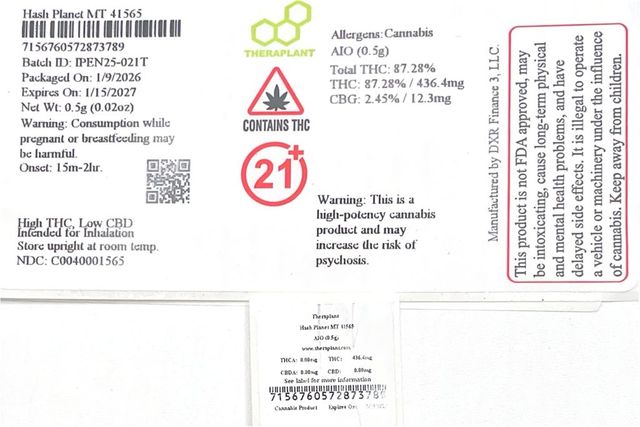 Hash Planet MT 41565
7156760572873789
Batch ID: IPEN25-021T
Packaged On: 1/9/2026
Expires On: 1/15/2027
Net Wt: 0.5g (0.02oz)
Warning: Consumption while
pregnant or breastfeeding may
be harmful.
Onset: 15m-2hr.
High THC, Low CBD
Intended for Inhalation
Store upright at room temp.
NDC: C0040001565
THERAPLANT
CONTAINS THC
21+
Allergens: Cannabis
AIO (0.5g)
Total THC: 87.28%
THC: 87.28% / 436.4mg
CBG: 2.45% / 12.3mg
Warning: This is a
high-potency cannabis
product and may
increase the risk of
psychosis.
Manufactured by DXR Finance 3, LLC.
This product is not FDA approved, may
be intoxicating, cause long-term physical
and mental health problems, and have
delayed side effects. It is illegal to operate
a vehicle or machinery under the influence
of cannabis. Keep away from children.
Theraplant
Hash Planet MT 41565
AIO (0.5g)
www.theraplant.com
THCA: 0.00mg THC: 436.4mg
CBDA: 0.00mg CBD: 0.00mg
See label for more information
7156760572873789
Cannabis Product Expires On: